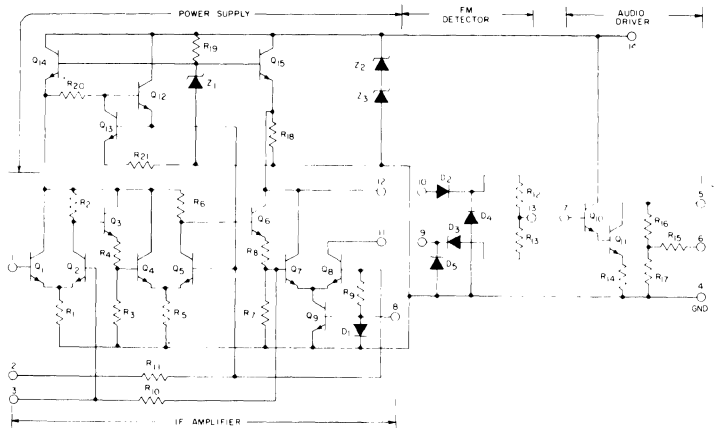 POWER SUPPLY
FM
DETECTOR
AUDIO
DRIVER
Q14
R19
Q15
Z1
Z2
Z3
R20
Q12
Q13
R18
R21
12
10
D2
R12
13
7
Q10
5
R2
Q3
R6
Q6
R4
R8
11
9
D3
D4
R13
Q11
R16
R15
6
1
Q1
Q2
Q4
Q5
Q7
Q8
D5
R9
R14
R17
4
GND
R1
R3
R5
R7
Q9
D1
8
2
R11
3
R10
IF AMPLIFIER